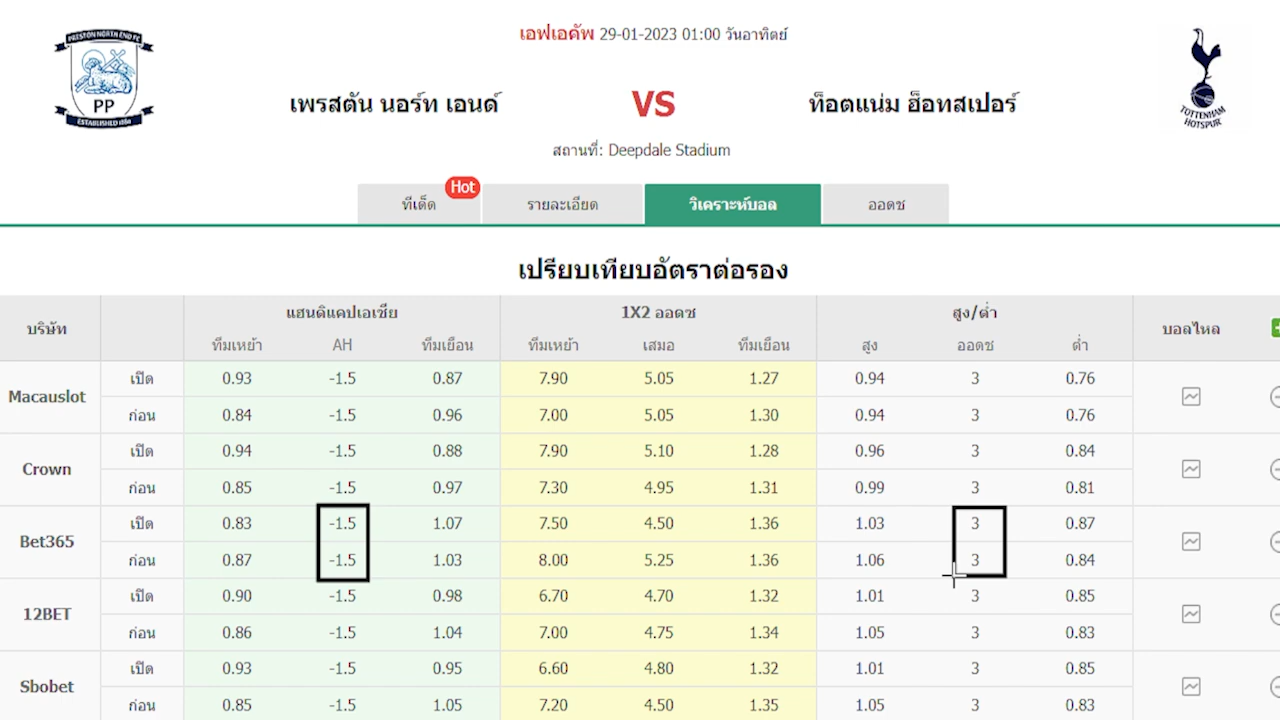 เอฟเอคัพ 29-01-2023 01:00 วันอาทิตย์
PRESTON NORTH END FC
PP
ESTABLISHED 1880
เพรสตัน นอร์ท เอนด์ VS ท็อตแน่ม ฮ็อทสเปอร์
TOTTENHAM
HOTSPUR
สถานที่: Deepdale Stadium
ทีเด็ด Hot รายละเอียด วิเคราะห์บอล ออดซ
เปรียบเทียบอัตราต่อรอง
บริษัท แฮนดิแคปเอเชีย 1X2 ออดซ สูง/ต่ำ บอลไหล
ทีมเหย้า AH ทีมเยือน ทีมเหย้า เสมอ ทีมเยือน สูง ออดซ ต่ำ
Macauslot
เปิด 0.93 -1.5 0.87 7.90 5.05 1.27 0.94 3 0.76
ก่อน 0.84 -1.5 0.96 7.00 5.05 1.30 0.94 3 0.76
Crown
เปิด 0.94 -1.5 0.88 7.90 5.10 1.28 0.96 3 0.84
ก่อน 0.85 -1.5 0.97 7.30 4.95 1.31 0.99 3 0.81
Bet365
เปิด 0.83 -1.5 1.07 7.50 4.50 1.36 1.03 3 0.87
ก่อน 0.87 -1.5 1.03 8.00 5.25 1.36 1.06 3 0.84
12BET
เปิด 0.90 -1.5 0.98 6.70 4.70 1.32 1.01 3 0.85
ก่อน 0.86 -1.5 1.04 7.00 4.75 1.34 1.05 3 0.83
Sbobet
เปิด 0.93 -1.5 0.95 6.60 4.80 1.32 1.01 3 0.85
ก่อน 0.85 -1.5 1.05 7.20 4.50 1.35 1.05 3 0.83